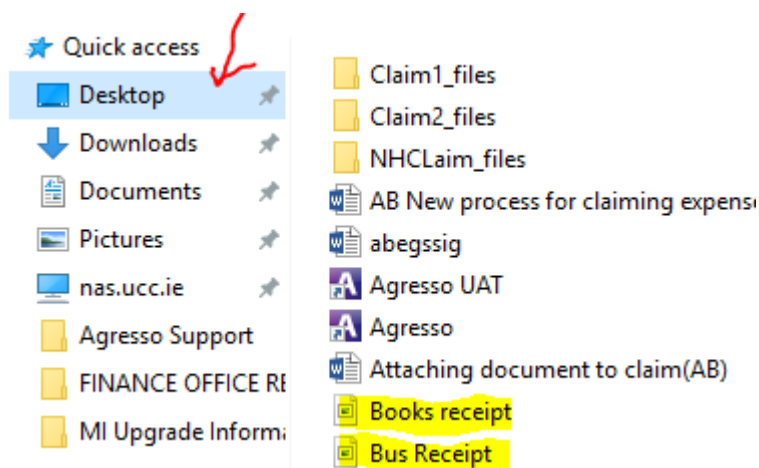 Quick access
Desktop
Downloads
Documents
Pictures
nas.ucc.ie
Agresso Support
FINANCE OFFICE RE
MI Upgrade Informa
Claim1_files
Claim2_files
NHCLaim_files
AB New process for claiming expense
abegssig
Agresso UAT
Agresso
Attaching document to claim(AB)
Books receipt
Bus Receipt